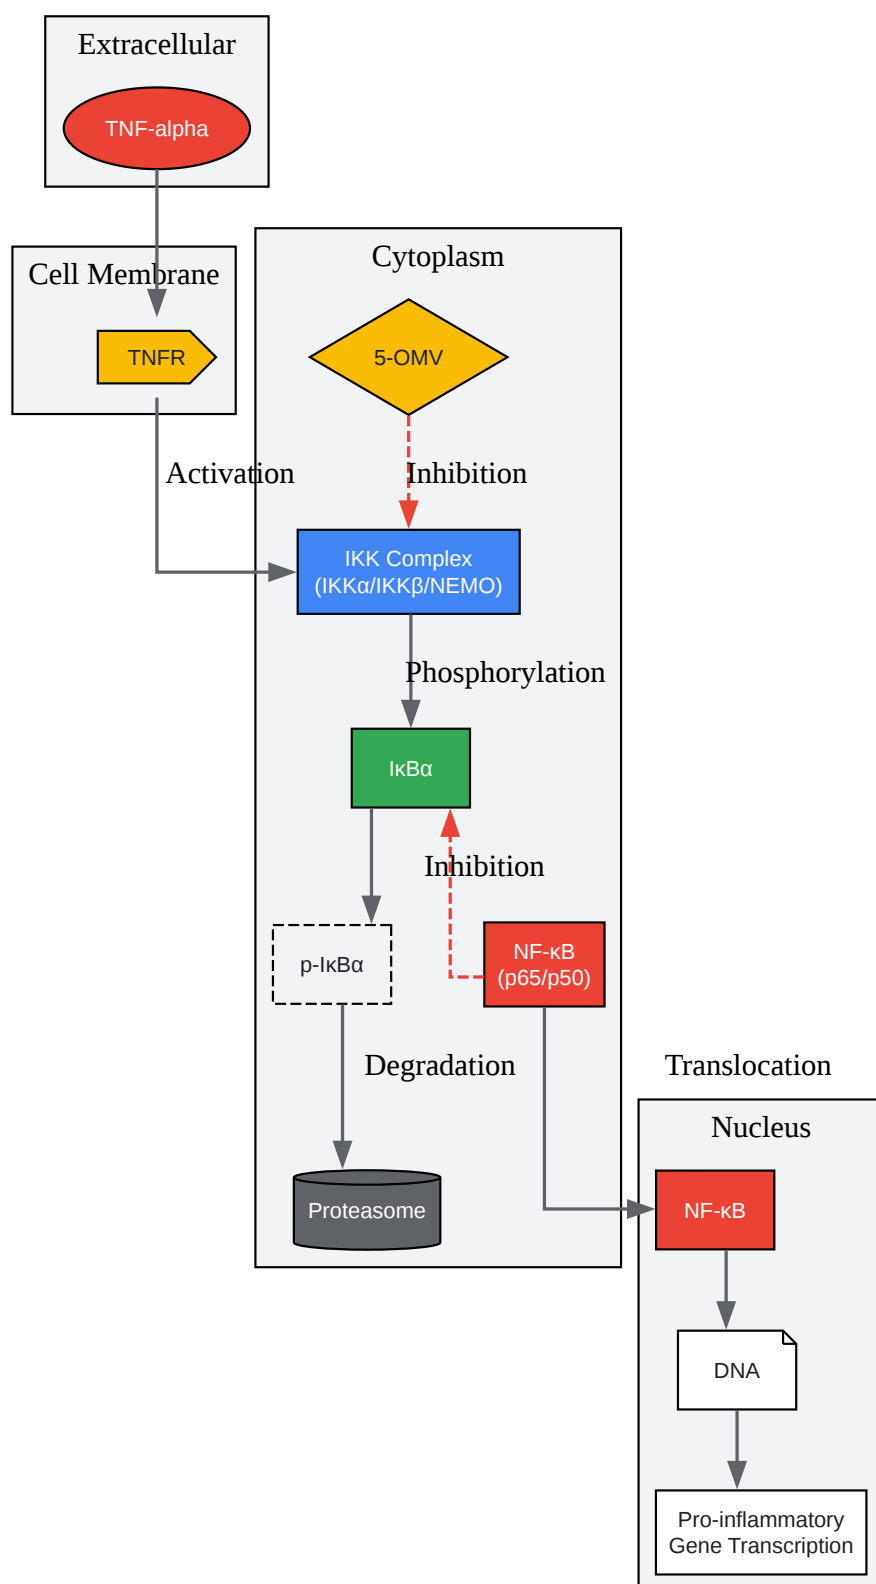 Extracellular
TNF-alpha
Cell Membrane
TNFR
Cytoplasm
5-OMV
Activation
Inhibition
IKK Complex
(IKKα/IKKβ/NEMO)
Phosphorylation
IκBα
Inhibition
p-IκBα
NF-κB
(p65/p50)
Degradation
Translocation
Proteasome
Nucleus
NF-κB
DNA
Pro-inflammatory
Gene Transcription